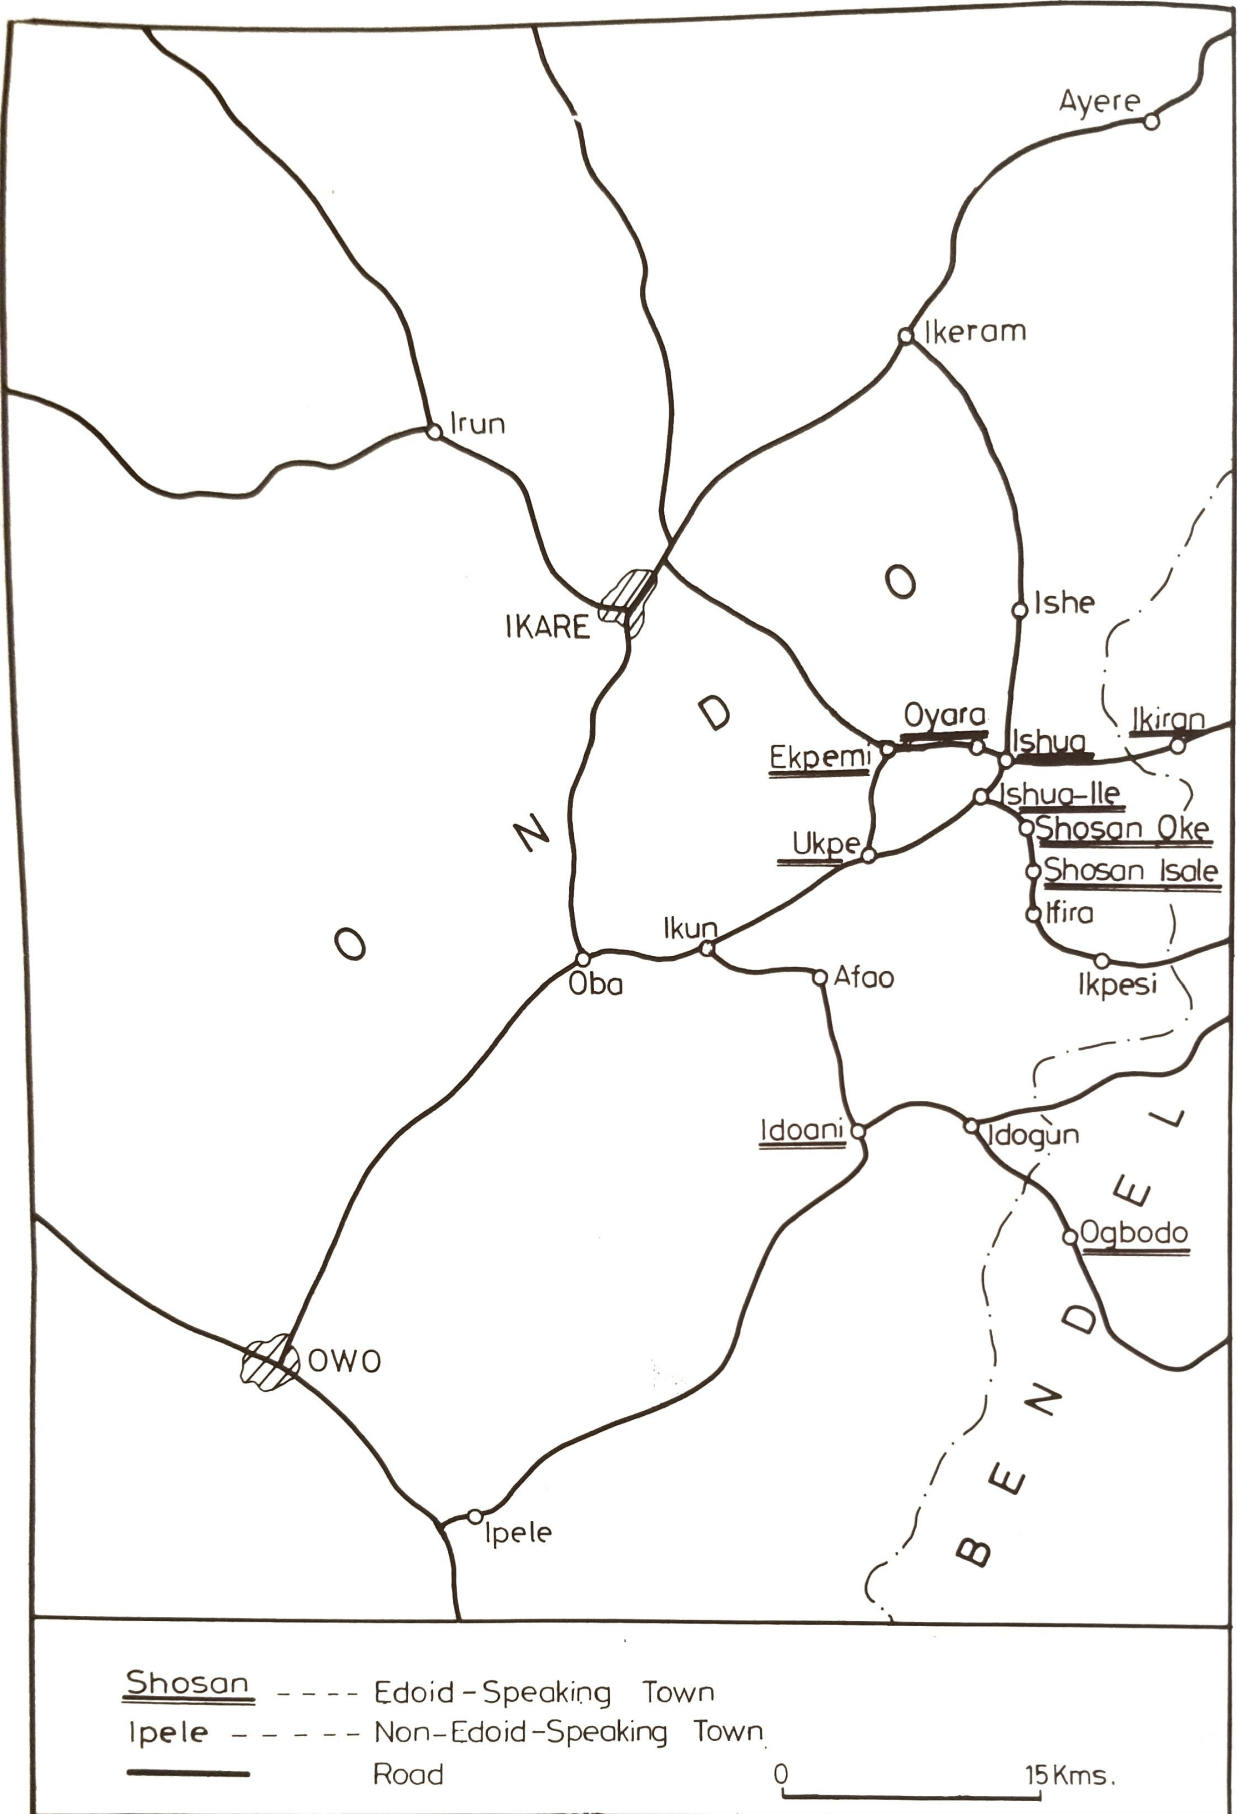 Ayere
Ikeram
Irun
O
IKARE
Ishe
D
Oyara
Ikiran
Ekpemi
Ishua
Ishua-Ile
N
Shosan Oke
Ukpe
Shosan Isale
Ifira
Ikun
O
Oba
Afao
Ikpesi
Idoani
Idogun
L
E
Ogbodo
D
OWO
N
E
Ipele
B
Shosan ---- Edoid-Speaking Town
Ipele ----- Non-Edoid-Speaking Town
Road
0 15 Kms.